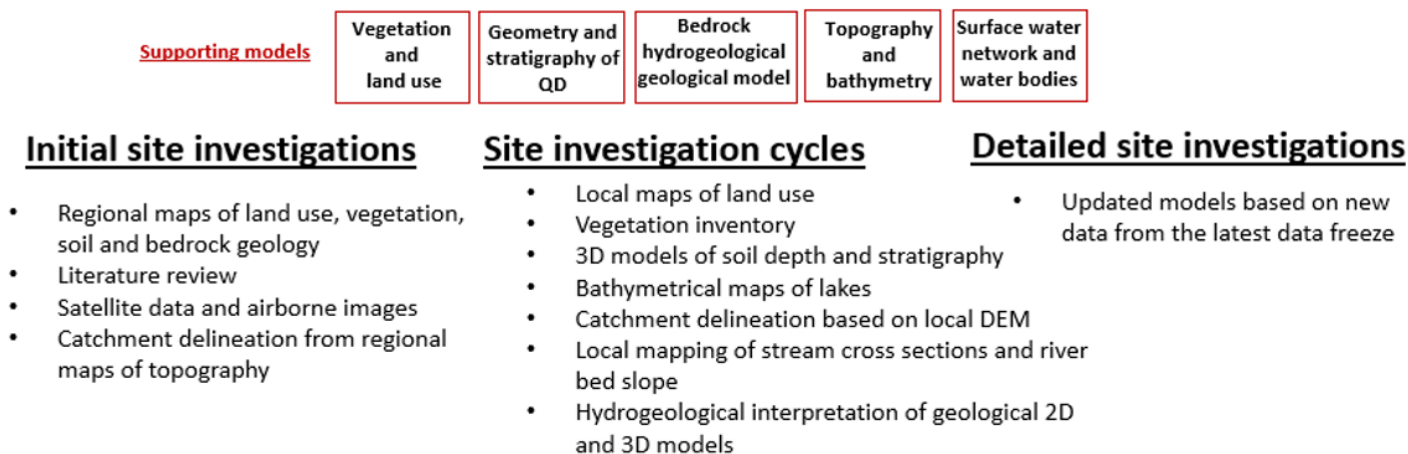 Supporting models
Vegetation
and
land use
Geometry and
stratigraphy of
QD
Bedrock
hydrogeological
geological model
Topography
and
bathymetry
Surface water
network and
water bodies
Initial site investigations
• Regional maps of land use, vegetation,
soil and bedrock geology
• Literature review
• Satellite data and airborne images
• Catchment delineation from regional
maps of topography
Site investigation cycles
• Local maps of land use
• Vegetation inventory
• 3D models of soil depth and stratigraphy
• Bathymetrical maps of lakes
• Catchment delineation based on local DEM
• Local mapping of stream cross sections and river
bed slope
• Hydrogeological interpretation of geological 2D
and 3D models
Detailed site investigations
• Updated models based on new
data from the latest data freeze